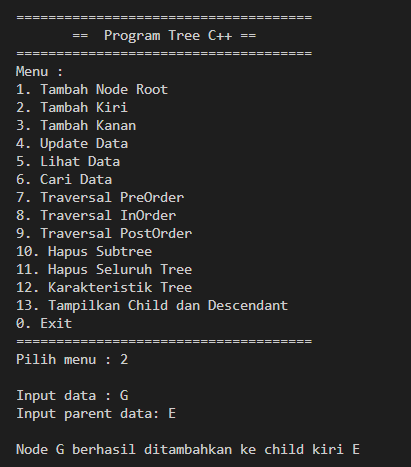 =====================================
== Program Tree C++ ==
=====================================
Menu :
1. Tambah Node Root
2. Tambah Kiri
3. Tambah Kanan
4. Update Data
5. Lihat Data
6. Cari Data
7. Traversal PreOrder
8. Traversal InOrder
9. Traversal PostOrder
10. Hapus Subtree
11. Hapus Seluruh Tree
12. Karakteristik Tree
13. Tampilkan Child dan Descendant
0. Exit
=====================================
Pilih menu : 2
Input data : G
Input parent data: E
Node G berhasil ditambahkan ke child kiri E